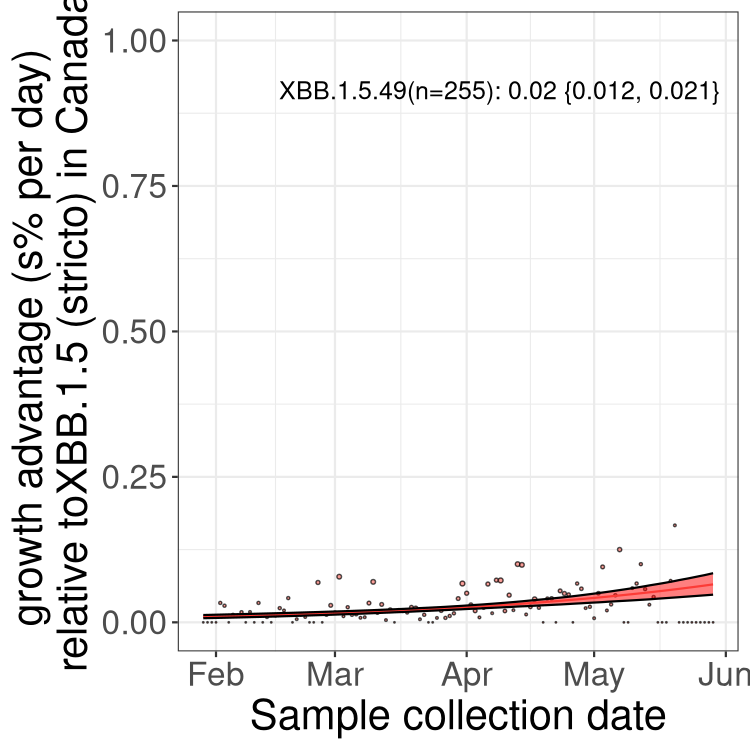 growth advantage (s% per day)
relative toXBB.1.5 (stricto) in Canada
1.00
0.75
0.50
0.25
0.00
XBB.1.5.49(n=255): 0.02 {0.012, 0.021}
Feb Mar Apr May Jun
Sample collection date